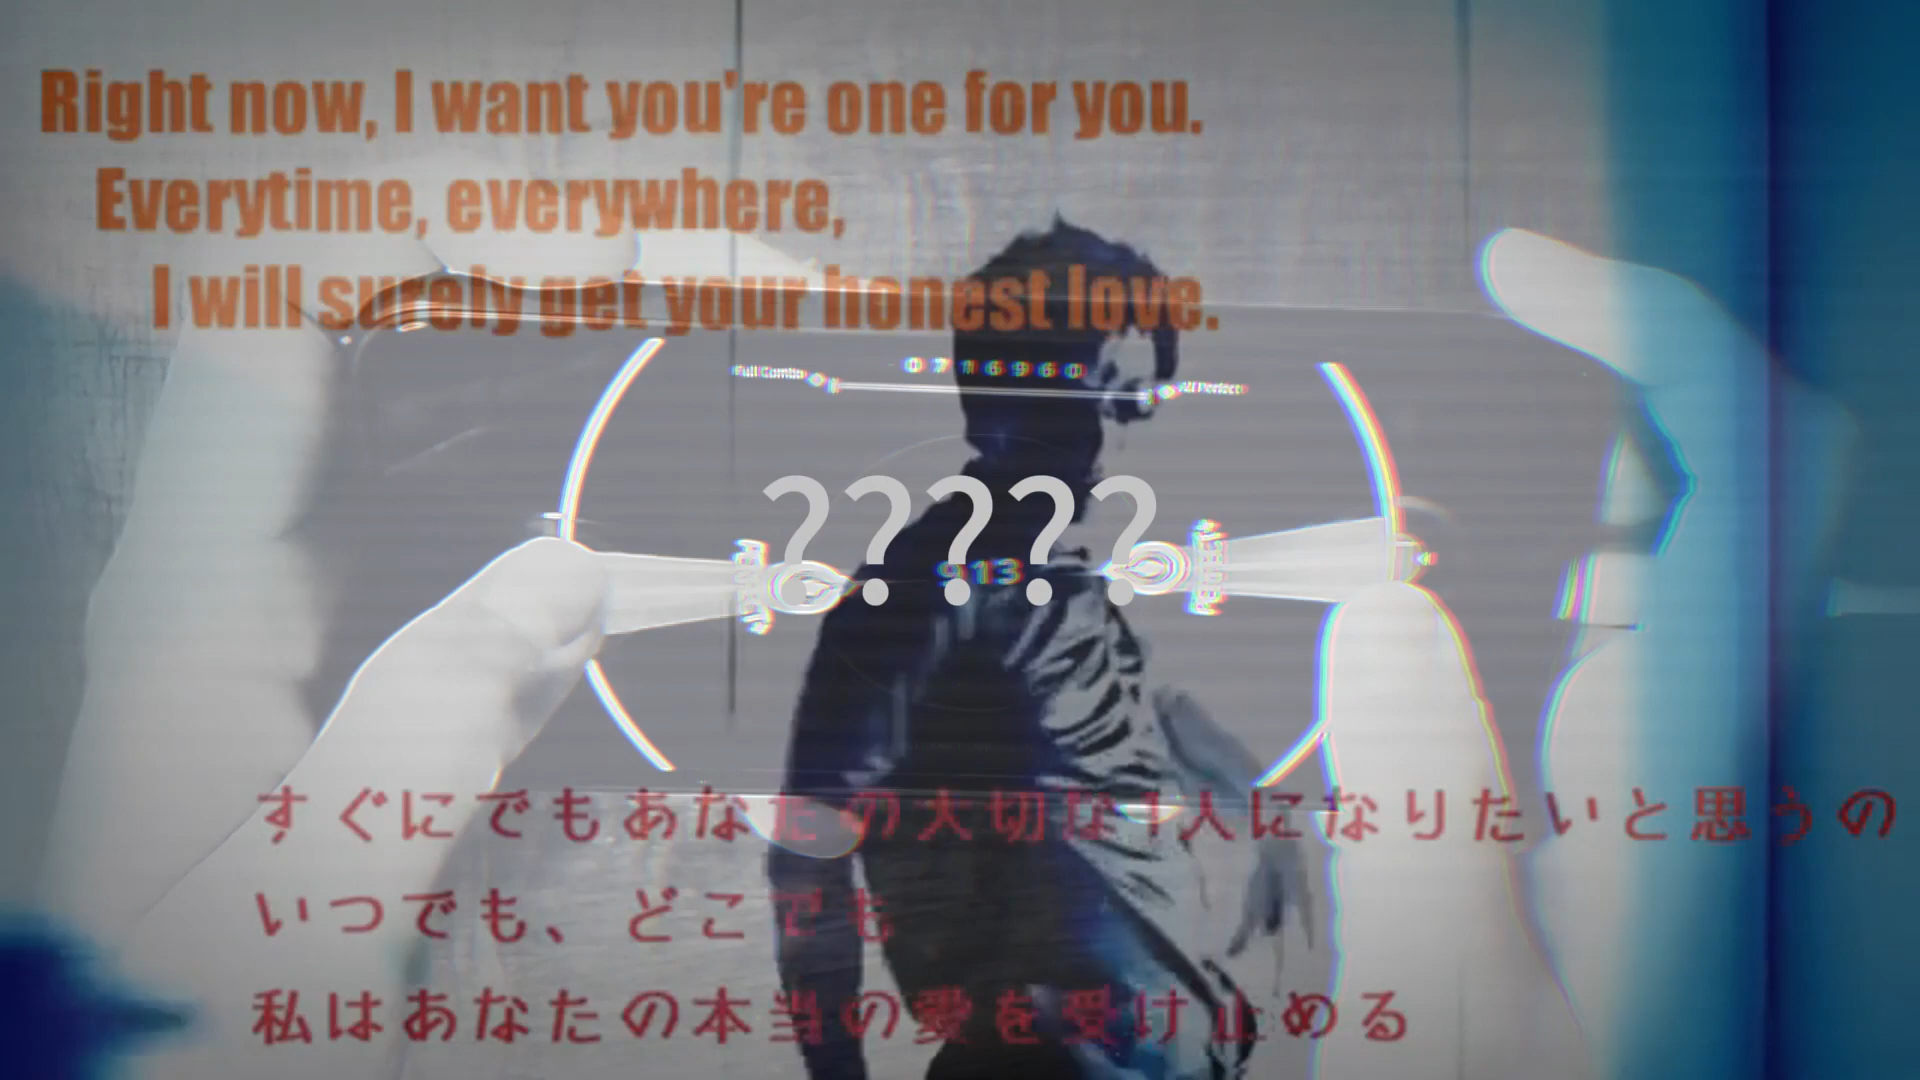 Right now, I want you're one for you.
Everytime, everywhere,
I will surely get your honest love.
0716960
Full Combo
All Perfect
?????
913
すぐにでもあなたの大切な1人になりたいと思うの
いつでも、どこでも
私はあなたの本当の愛を受け止める